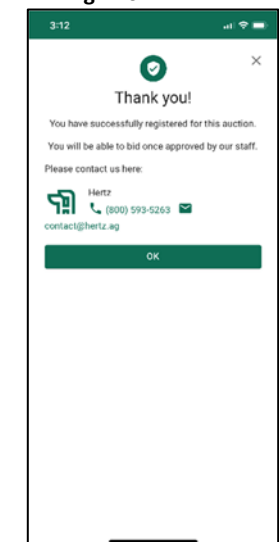 3:12
Thank you!
You have successfully registered for this auction.
You will be able to bid once approved by our staff.
Please contact us here:
Hertz
(800) 593-5263
contact@hertz.ag
OK